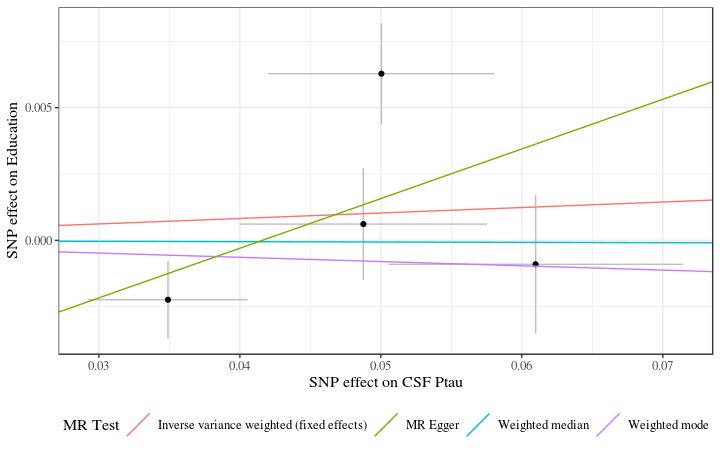 SNP effect on Education
0.005
0.000
0.03 0.04 0.05 0.06 0.07
SNP effect on CSF Ptau
MR Test Inverse variance weighted (fixed effects) MR Egger Weighted median Weighted mode